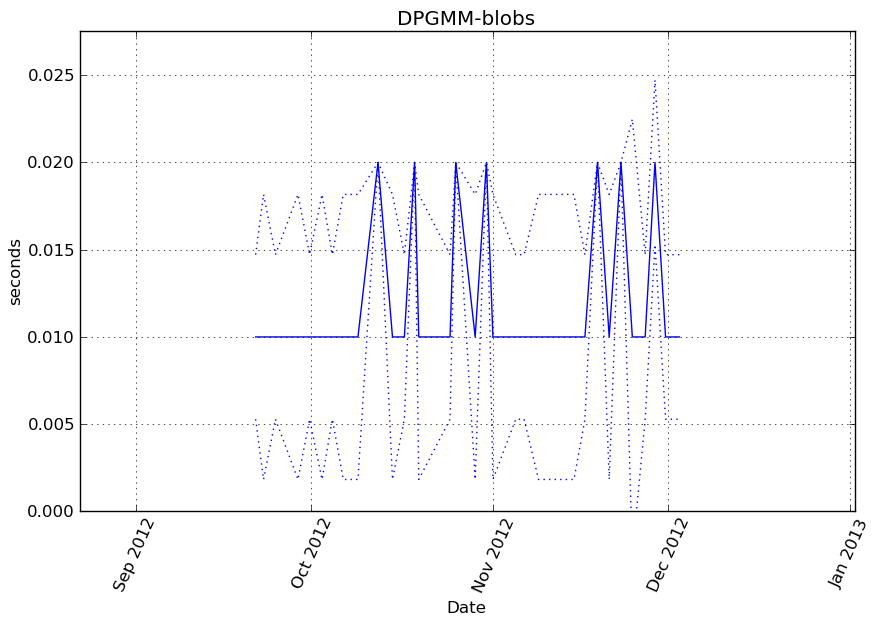 DPGMM-blobs
seconds
0.025
0.020
0.015
0.010
0.005
0.000
Sep 2012
Oct 2012
Nov 2012
Dec 2012
Jan 2013
Date